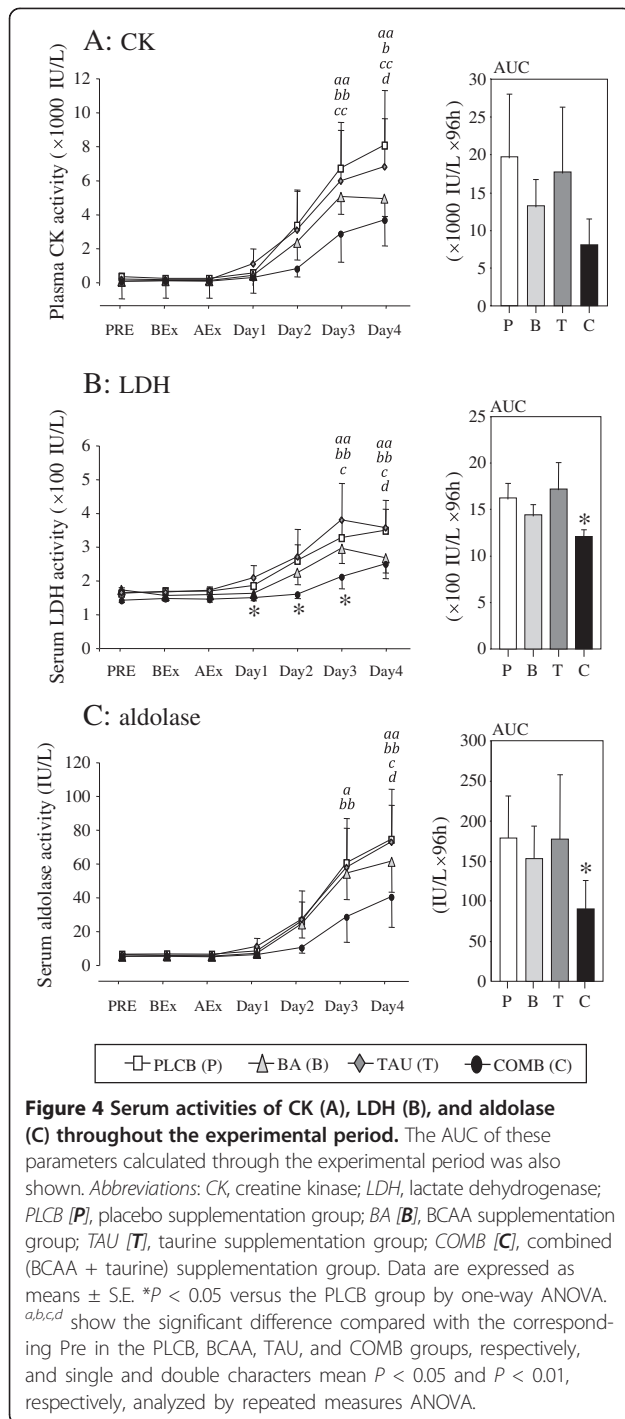 A: CK
Plasma CK activity (×1000 IU/L)
12
10
8
6
4
2
0
aa
bb
cc
aa
b
cc
d
PRE BEx AEx Day1 Day2 Day3 Day4
AUC
(×1000 IU/L ×96h)
30
25
20
15
10
5
0
P B T C
B: LDH
Serum LDH activity (×100 IU/L)
6
5
4
3
2
1
0
aa
bb
c
aa
bb
c
d
* * *
PRE BEx AEx Day1 Day2 Day3 Day4
AUC
(×100 IU/L ×96h)
25
20
15
10
5
0
*
P B T C
C: aldolase
Serum aldolase activity (IU/L)
120
100
80
60
40
20
0
a
bb
aa
bb
c
d
PRE BEx AEx Day1 Day2 Day3 Day4
AUC
(IU/L ×96h)
300
250
200
150
100
50
0
*
P B T C
PLCB (P) BA (B) TAU (T) COMB (C)
Figure 4 Serum activities of CK (A), LDH (B), and aldolase
(C) throughout the experimental period. The AUC of these
parameters calculated through the experimental period was also
shown. Abbreviations: CK, creatine kinase; LDH, lactate dehydrogenase;
PLCB [P], placebo supplementation group; BA [B], BCAA supplementation
group; TAU [T], taurine supplementation group; COMB [C], combined
(BCAA + taurine) supplementation group. Data are expressed as
means ± S.E. *P < 0.05 versus the PLCB group by one-way ANOVA.
a,b,c,d show the significant difference compared with the correspond-
ing Pre in the PLCB, BCAA, TAU, and COMB groups, respectively,
and single and double characters mean P < 0.05 and P < 0.01,
respectively, analyzed by repeated measures ANOVA.